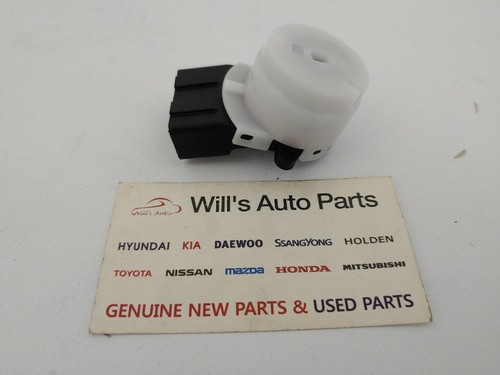 Will's Auto Parts
Will's Auto
HYUNDAI KIA DAEWOO SSANGYONG HOLDEN
TOYOTA NISSAN mazda HONDA MITSUBISHI
GENUINE NEW PARTS & USED PARTS